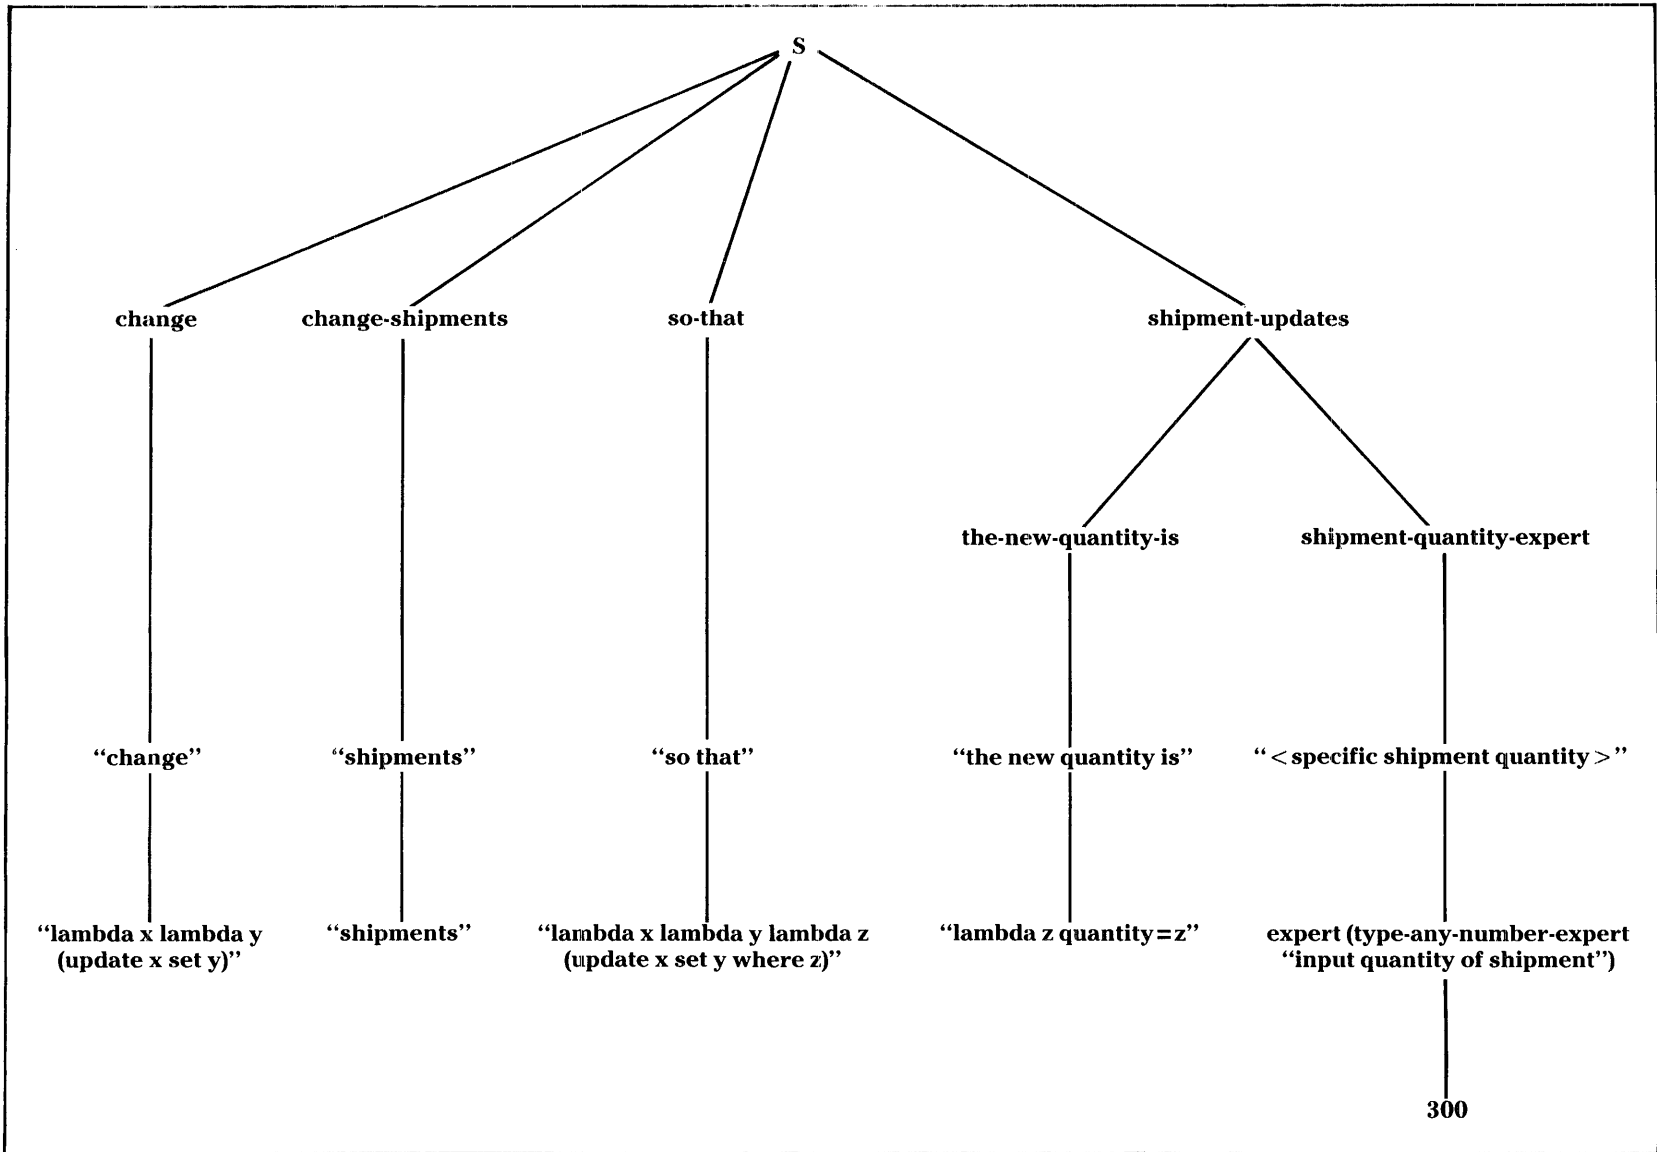 S
change
change-shipments
so-that
shipment-updates
the-new-quantity-is
shipment-quantity-expert
“change”
“shipments”
“so that”
“the new quantity is”
“<specific shipment quantity>”
“lambda x lambda y
(update x set y)”
“shipments”
“lambda x lambda y lambda z
(update x set y where z)”
“lambda z quantity=z”
expert (type-any-number-expert
“input quantity of shipment”)
300